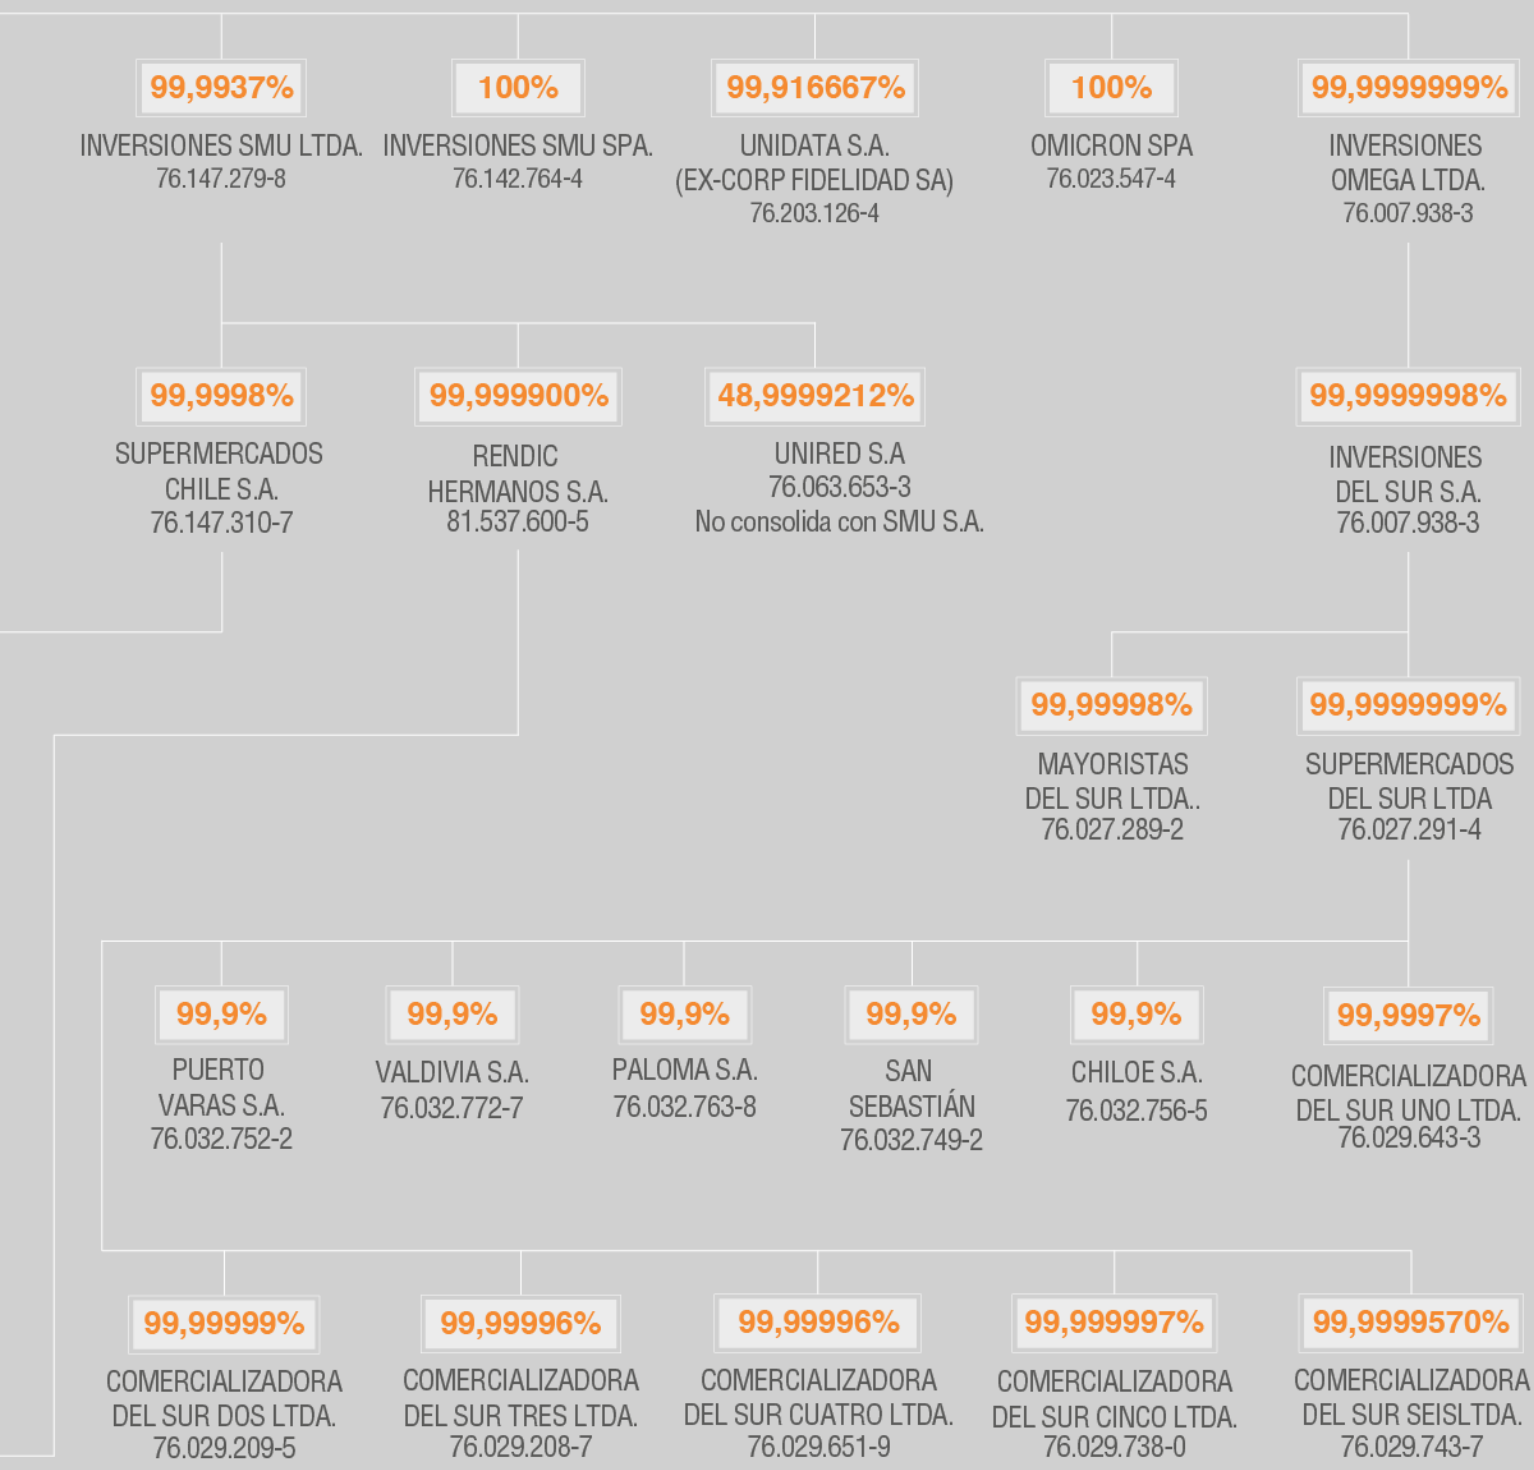 99,9937%
INVERSIONES SMU LTDA.
76.147.279-8
100%
INVERSIONES SMU SPA.
76.142.764-4
99,916667%
UNIDATA S.A.
(EX-CORP FIDELIDAD SA)
76.203.126-4
100%
OMICRON SPA
76.023.547-4
99,9999999%
INVERSIONES
OMEGA LTDA.
76.007.938-3
99,9998%
SUPERMERCADOS
CHILE S.A.
76.147.310-7
99,999900%
RENDIC
HERMANOS S.A.
81.537.600-5
48,9999212%
UNIRED S.A
76.063.653-3
No consolida con SMU S.A.
99,9999998%
INVERSIONES
DEL SUR S.A.
76.007.938-3
99,99998%
MAYORISTAS
DEL SUR LTDA..
76.027.289-2
99,9999999%
SUPERMERCADOS
DEL SUR LTDA
76.027.291-4
99,9%
PUERTO
VARAS S.A.
76.032.752-2
99,9%
VALDIVIA S.A.
76.032.772-7
99,9%
PALOMA S.A.
76.032.763-8
99,9%
SAN
SEBASTIÁN
76.032.749-2
99,9%
CHILOE S.A.
76.032.756-5
99,9997%
COMERCIALIZADORA
DEL SUR UNO LTDA.
76.029.643-3
99,99999%
COMERCIALIZADORA
DEL SUR DOS LTDA.
76.029.209-5
99,99996%
COMERCIALIZADORA
DEL SUR TRES LTDA.
76.029.208-7
99,99996%
COMERCIALIZADORA
DEL SUR CUATRO LTDA.
76.029.651-9
99,999997%
COMERCIALIZADORA
DEL SUR CINCO LTDA.
76.029.738-0
99,9999570%
COMERCIALIZADORA
DEL SUR SEISLTDA.
76.029.743-7